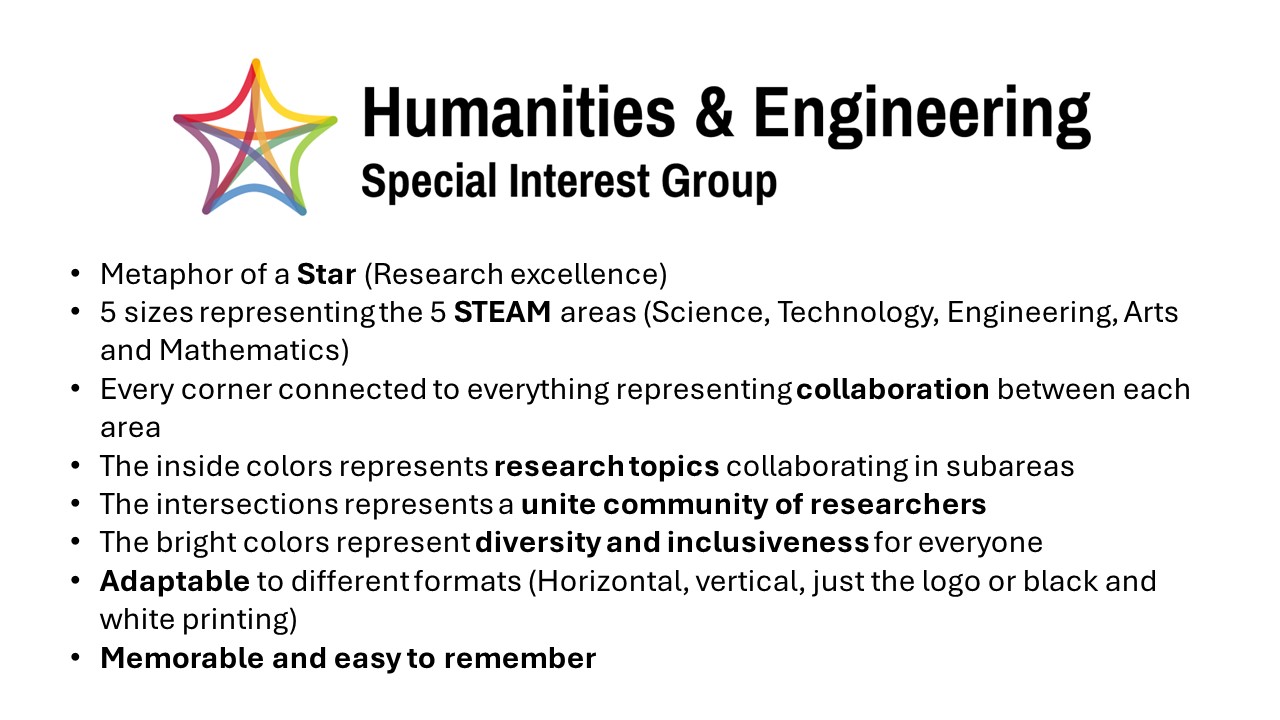 Humanities & Engineering
Special Interest Group
• Metaphor of a Star (Research excellence)
• 5 sizes representing the 5 STEAM areas (Science, Technology, Engineering, Arts
and Mathematics)
• Every corner connected to everything representing collaboration between each
area
• The inside colors represents research topics collaborating in subareas
• The intersections represents a unite community of researchers
• The bright colors represent diversity and inclusiveness for everyone
• Adaptable to different formats (Horizontal, vertical, just the logo or black and
white printing)
• Memorable and easy to remember